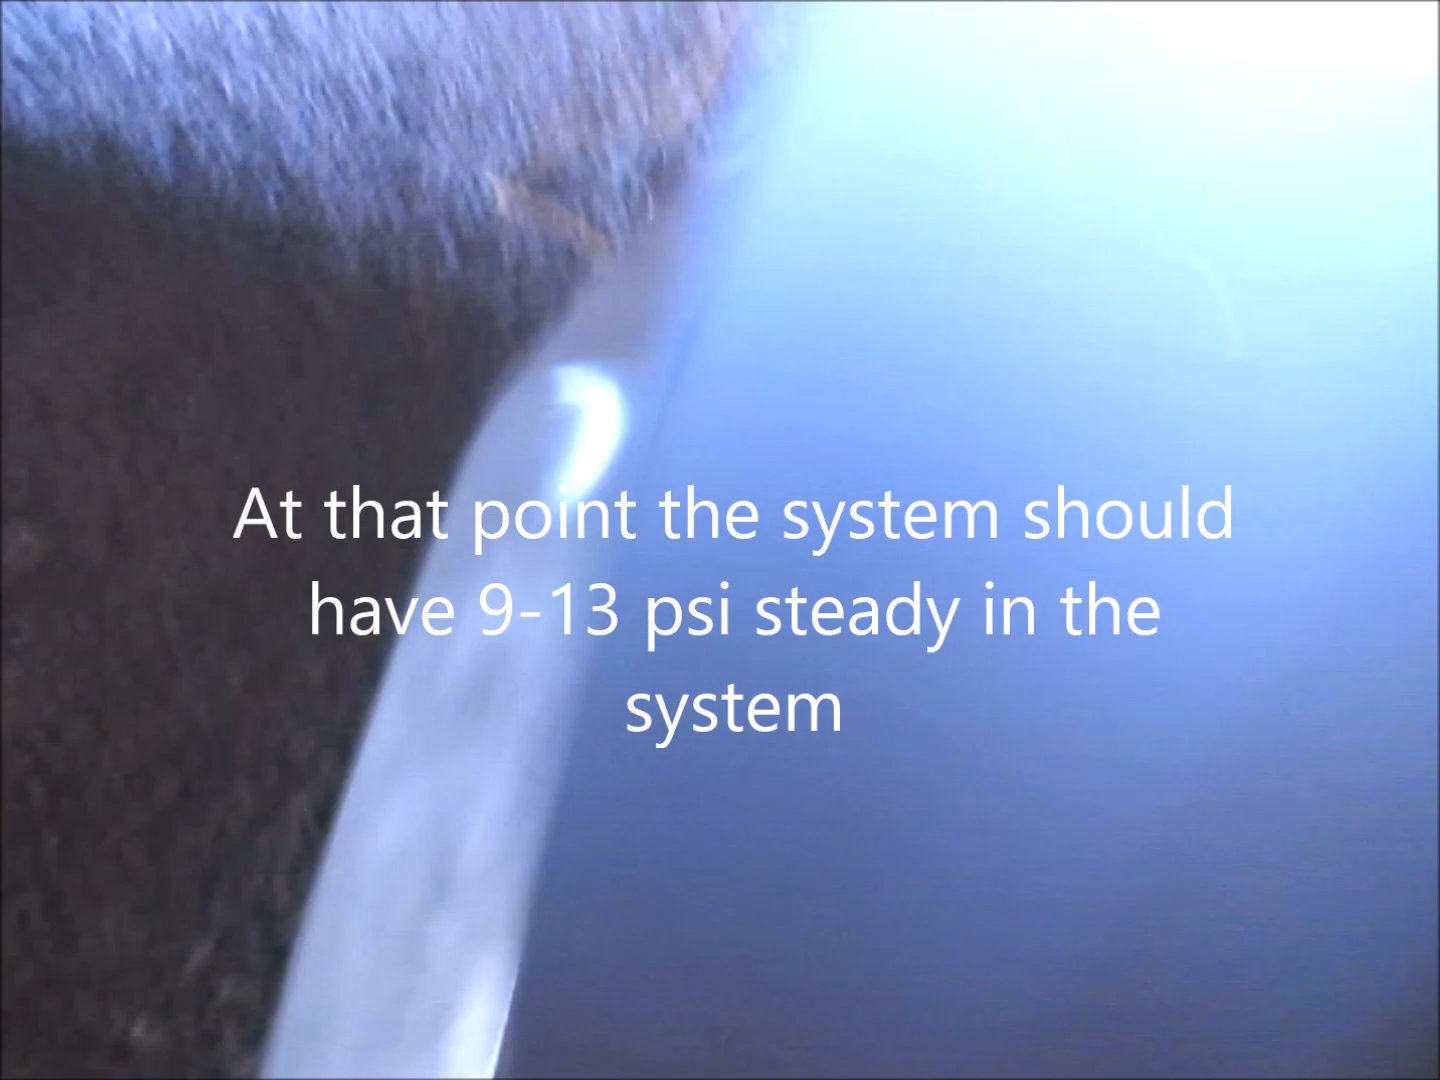 At that point the system should
have 9-13 psi steady in the
system